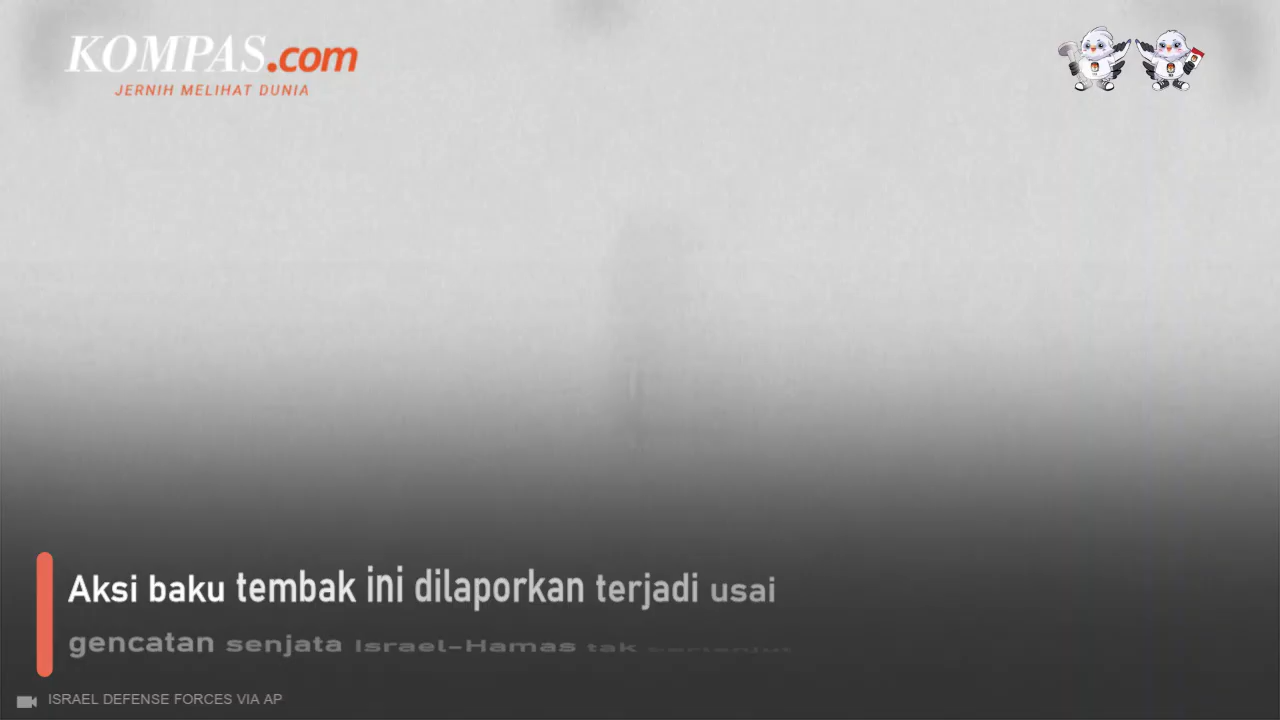 KOMPAS.com
JERNIH MELIHAT DUNIA
Aksi baku tembak ini dilaporkan terjadi usai
gencatan senjata Israel-Hamas tak
ISRAEL DEFENSE FORCES VIA AP